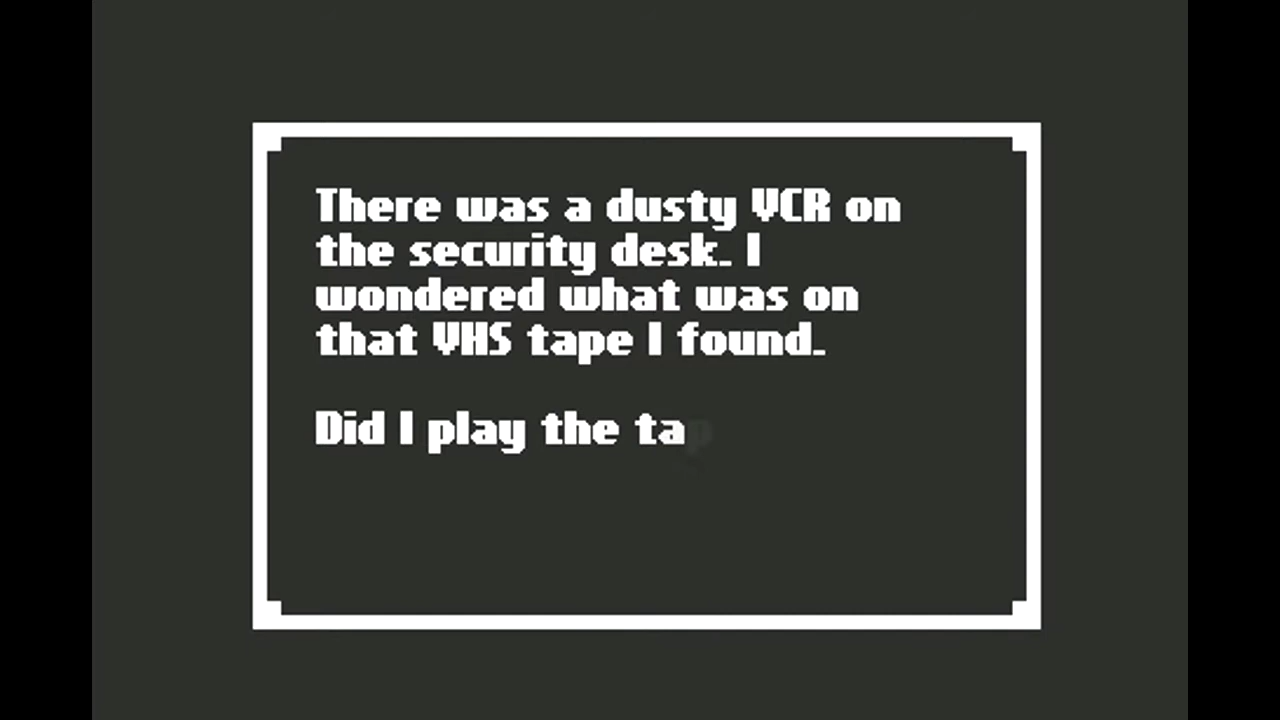 There was a dusty VCR on
the security desk. I
wondered what was on
that VHS tape I found.
Did I play the tap